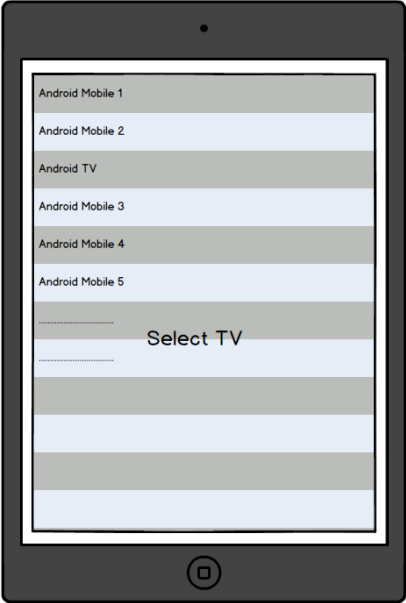 Android Mobile 1
Android Mobile 2
Android TV
Android Mobile 3
Android Mobile 4
Android Mobile 5
................................
Select TV
................................